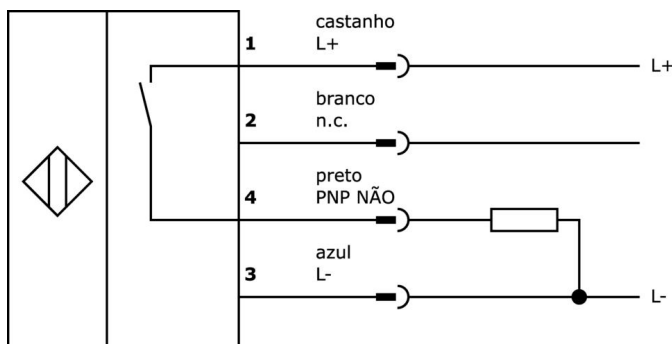 castanho
1 L+
L+
branco
2 n.c.
preto
4 PNP NÃO
azul
3 L-
L-